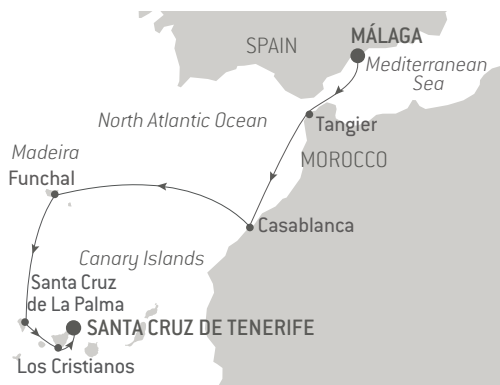 MÁLAGA
SPAIN
Mediterranean
Sea
North Atlantic Ocean
Tangier
Madeira
MOROCCO
Funchal
Casablanca
Canary Islands
Santa Cruz
de La Palma
SANTA CRUZ DE TENERIFE
Los Cristianos